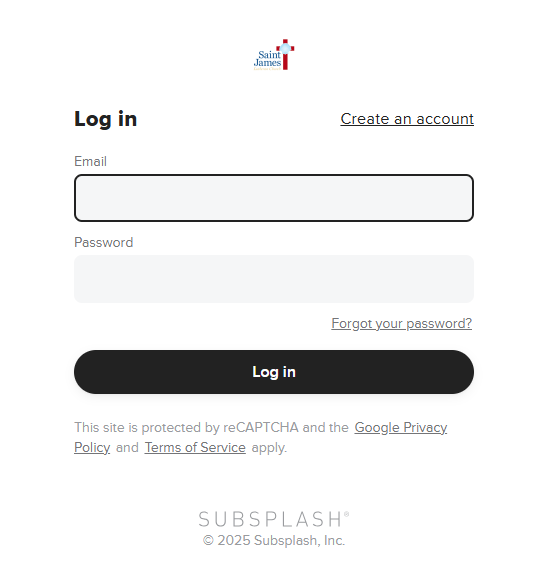 Saint
James
Log in
Create an account
Email
Password
Forgot your password?
Log in
This site is protected by reCAPTCHA and the Google Privacy
Policy and Terms of Service apply.
SUBSPLASH®
© 2025 Subsplash, Inc.